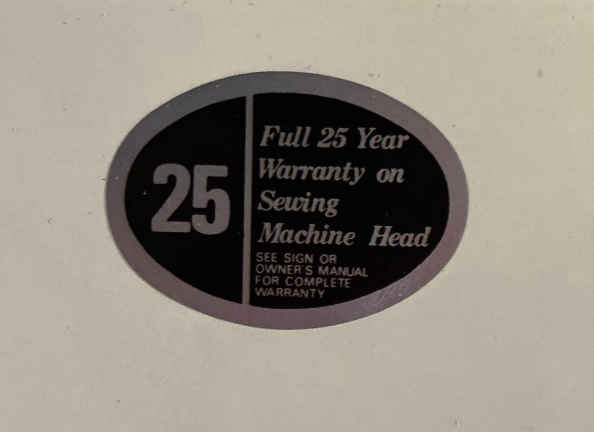 25
Full 25 Year
Warranty on
Sewing
Machine Head
SEE SIGN OR
OWNER'S MANUAL
FOR COMPLETE
WARRANTY